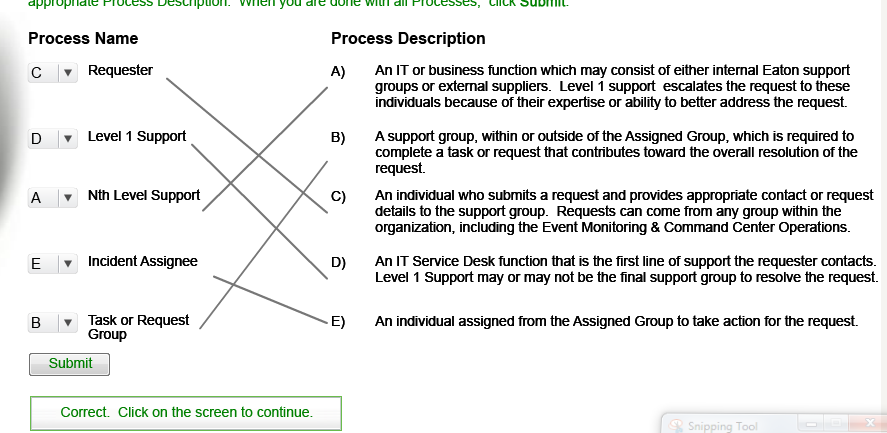 appropriate Process Description. When you are done with all Processes, click Submit.
Process Name
Process Description
C
Requester
A)
An IT or business function which may consist of either internal Eaton support
groups or external suppliers. Level 1 support escalates the request to these
individuals because of their expertise or ability to better address the request.
D
Level 1 Support
B)
A support group, within or outside of the Assigned Group, which is required to
complete a task or request that contributes toward the overall resolution of the
request.
A
Nth Level Support
C)
An individual who submits a request and provides appropriate contact or request
details to the support group. Requests can come from any group within the
organization, including the Event Monitoring & Command Center Operations.
E
Incident Assignee
D)
An IT Service Desk function that is the first line of support the requester contacts.
Level 1 Support may or may not be the final support group to resolve the request.
B
Task or Request
Group
E)
An individual assigned from the Assigned Group to take action for the request.
Submit
Correct. Click on the screen to continue.
Snipping Tool